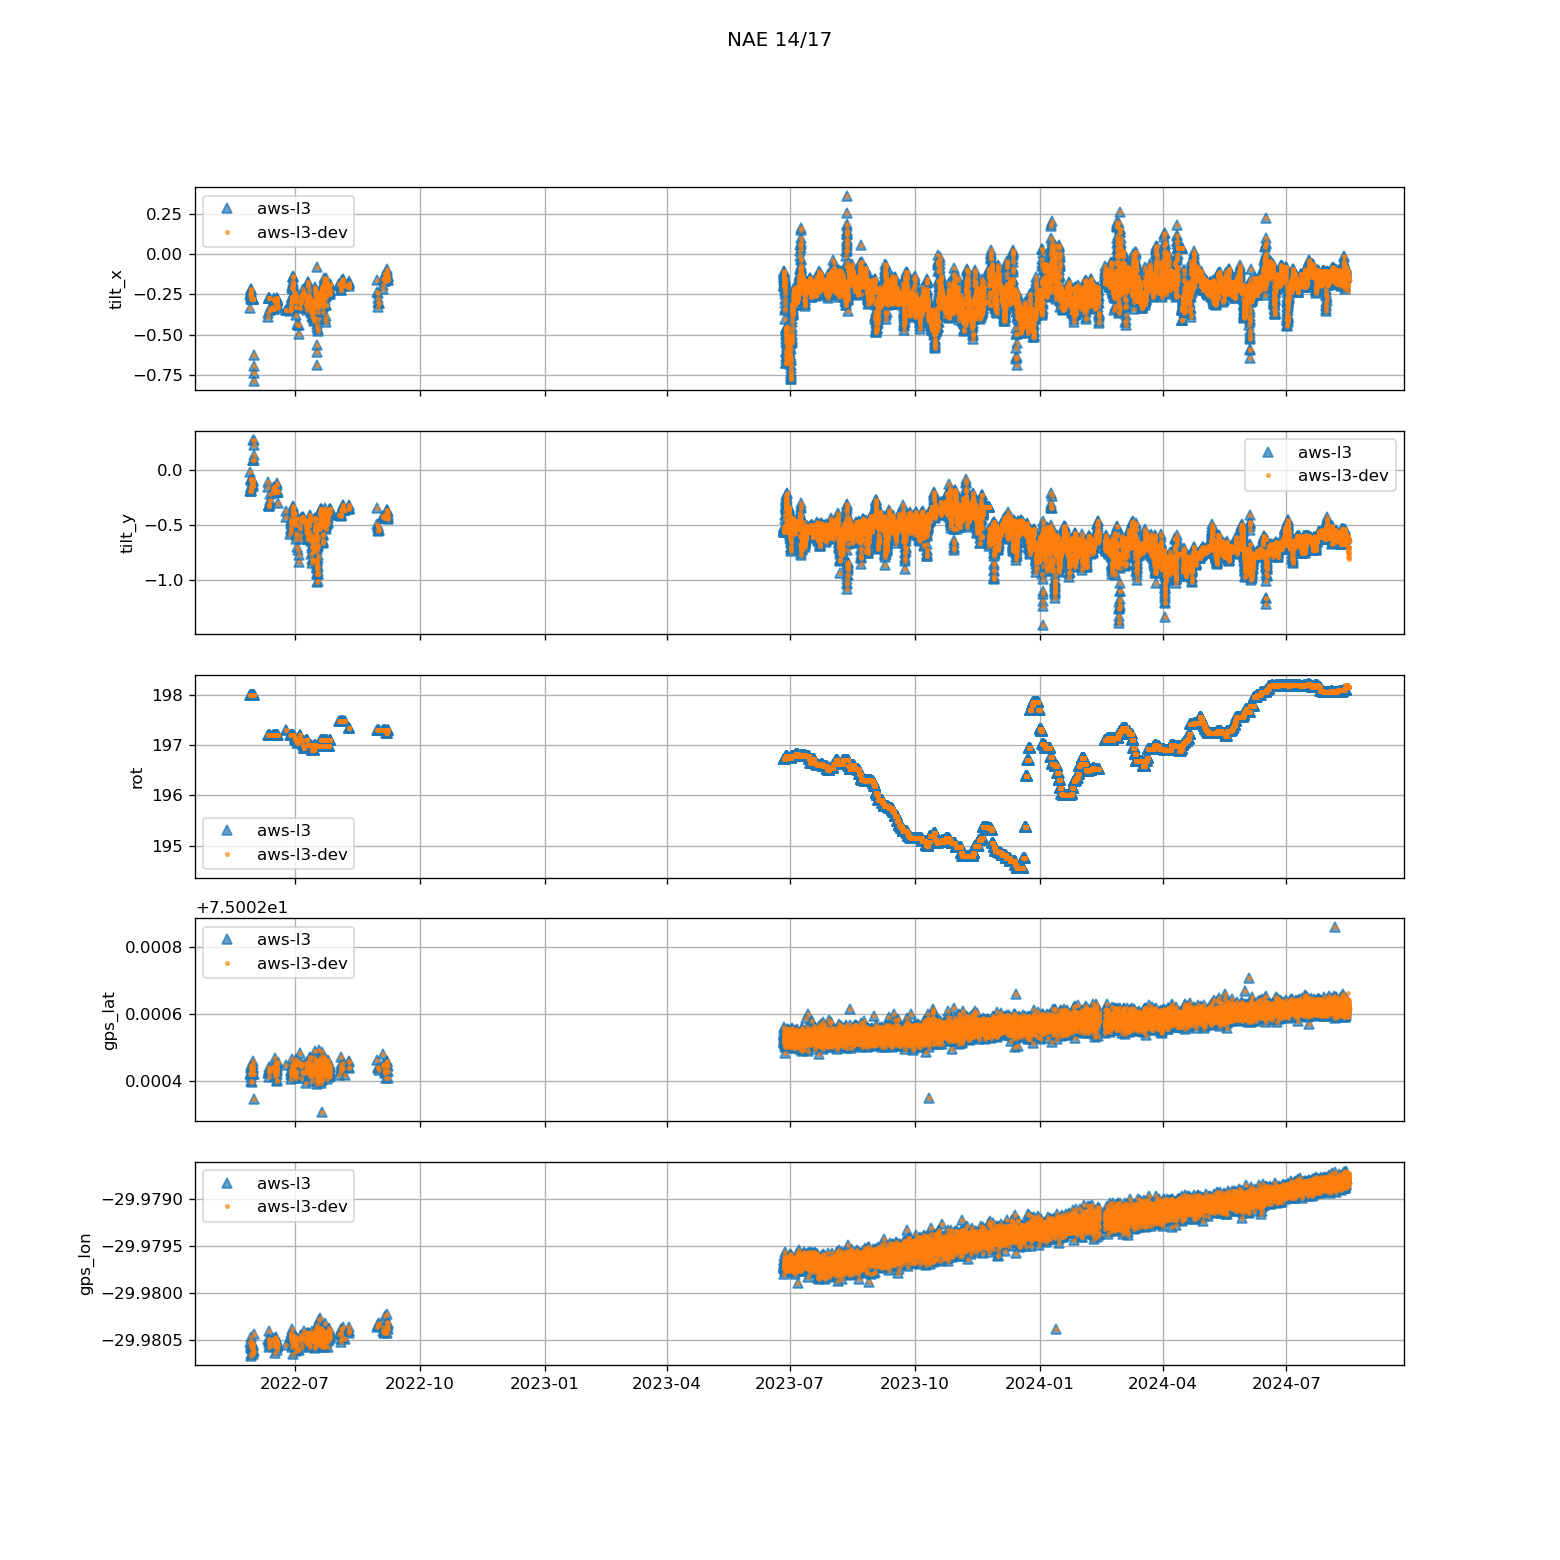 NAE 14/17
0.25
0.00
−0.25
−0.50
−0.75
tilt_x
aws-l3
aws-l3-dev
0.0
−0.5
−1.0
tilt_y
aws-l3
aws-l3-dev
198
197
196
195
rot
aws-l3
aws-l3-dev
+7.5002e1
0.0008
0.0006
0.0004
gps_lat
aws-l3
aws-l3-dev
−29.9790
−29.9795
−29.9800
−29.9805
gps_lon
aws-l3
aws-l3-dev
2022-07 2022-10 2023-01 2023-04 2023-07 2023-10 2024-01 2024-04 2024-07